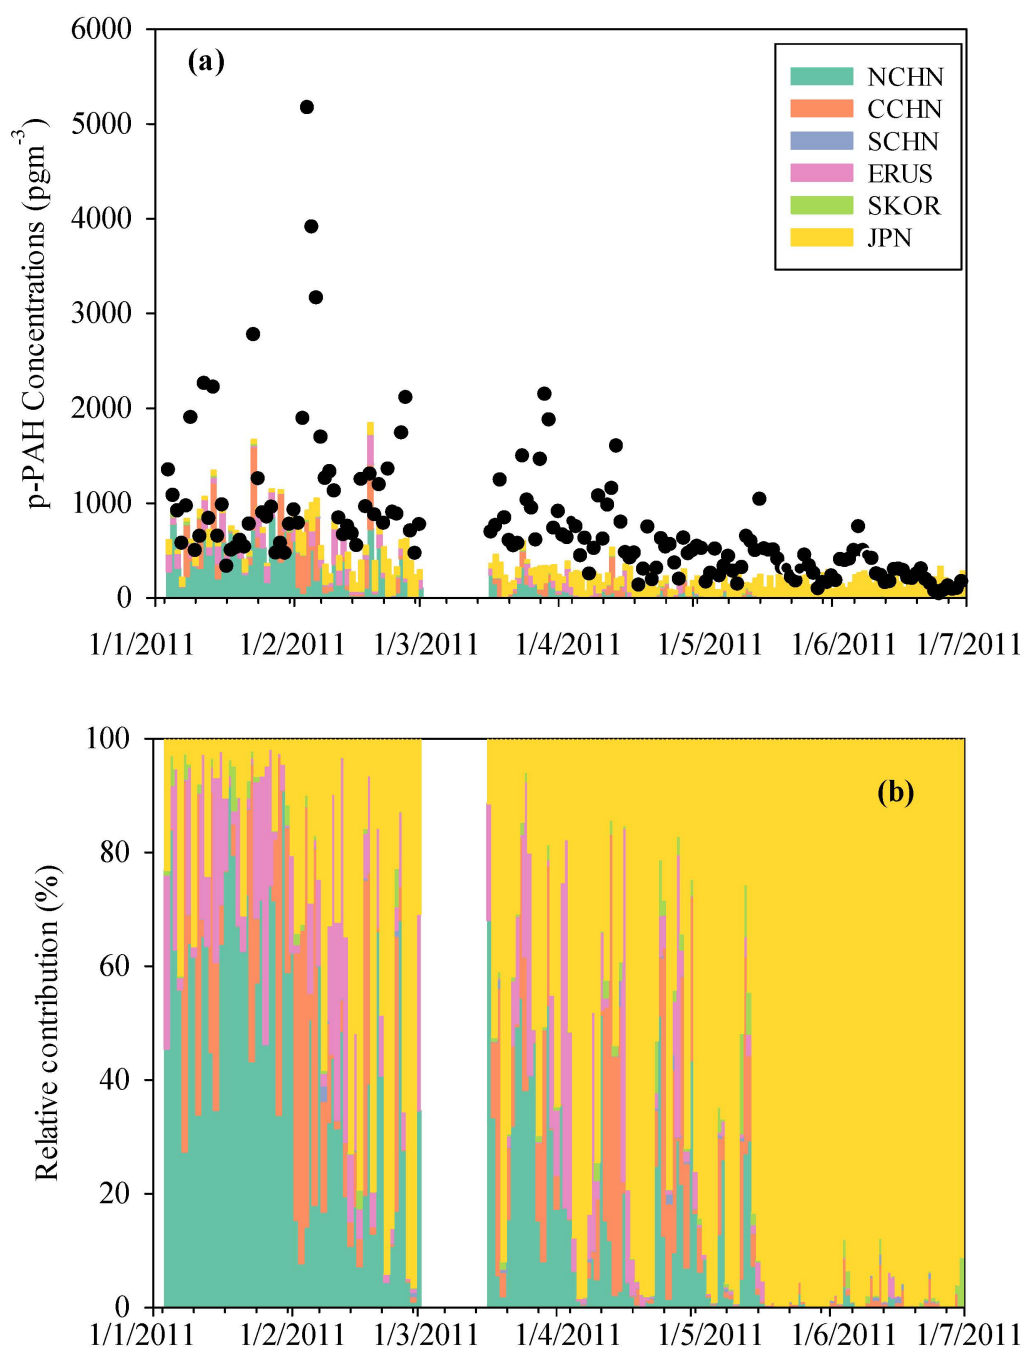 (a)
p-PAH Concentrations (pgm-3)
6000
5000
4000
3000
2000
1000
0
NCHN
CCHN
SCHN
ERUS
SKOR
JPN
1/1/2011 1/2/2011 1/3/2011 1/4/2011 1/5/2011 1/6/2011 1/7/2011
(b)
Relative contribution (%)
100
80
60
40
20
0
1/1/2011 1/2/2011 1/3/2011 1/4/2011 1/5/2011 1/6/2011 1/7/2011